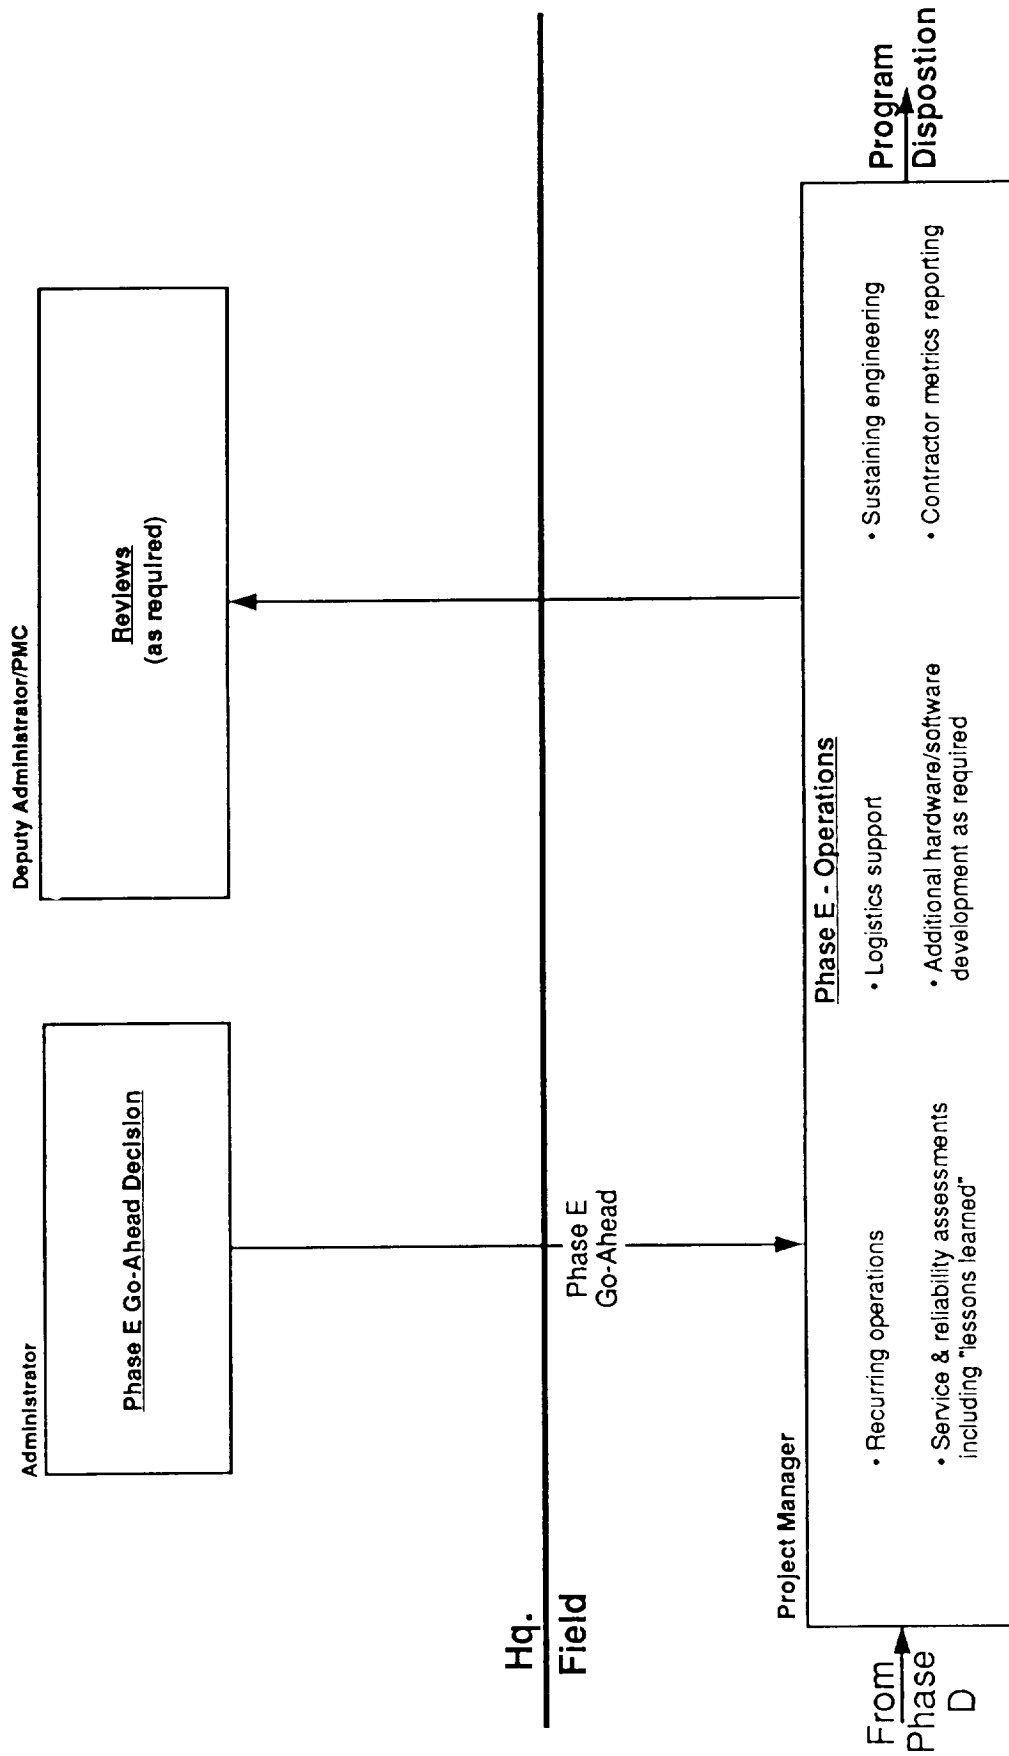 Administrator
Phase E Go-Ahead Decision
Deputy Administrator/PMC
Reviews
(as required)
Hq.
Field
Phase E
Go-Ahead
Project Manager
Phase E - Operations
• Recurring operations
• Service & reliability assessments
including "lessons learned"
• Logistics support
• Additional hardware/software
development as required
• Sustaining engineering
• Contractor metrics reporting
From
Phase
D
Program
Dispostion